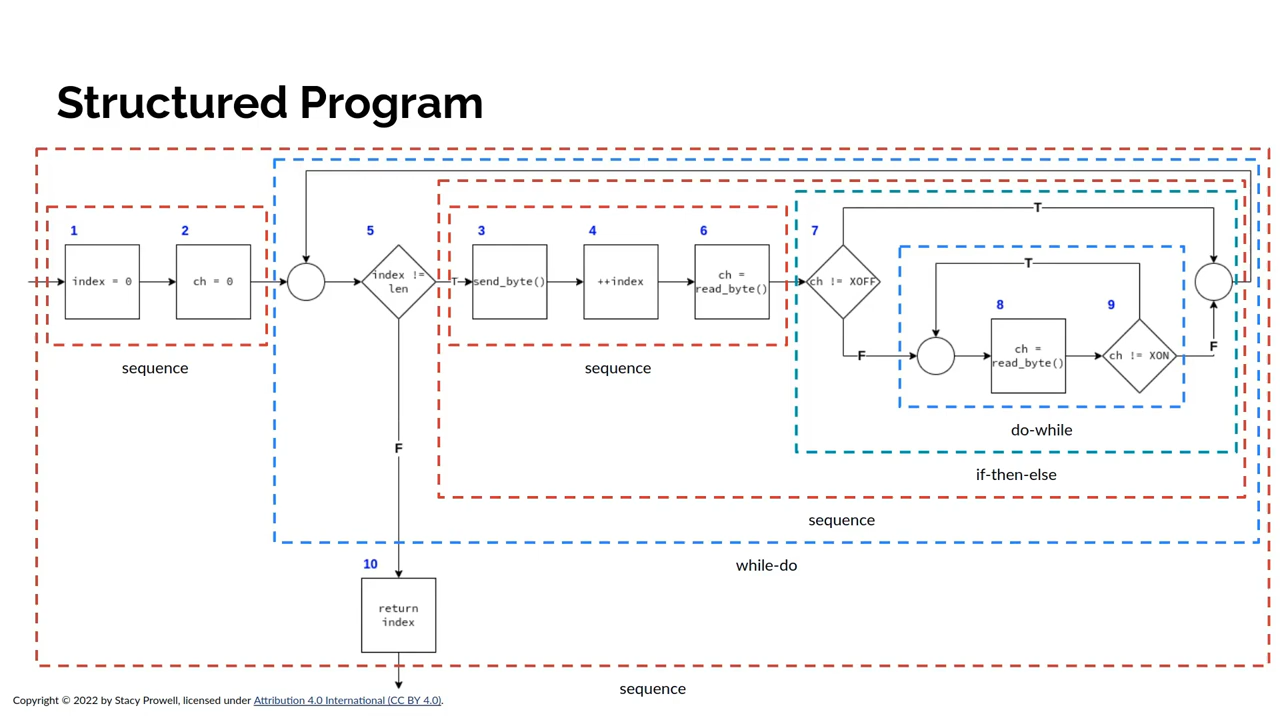 Structured Program
1
2
5
3
4
6
7
T
index = 0
ch = 0
index !=
len
T
send_byte()
++index
ch =
read_byte()
ch != XOFF
T
8
9
F
ch =
read_byte()
ch != XON
F
sequence
sequence
do-while
F
if-then-else
sequence
while-do
10
return
index
sequence
Copyright © 2022 by Stacy Prowell, licensed under Attribution 4.0 International (CC BY 4.0).